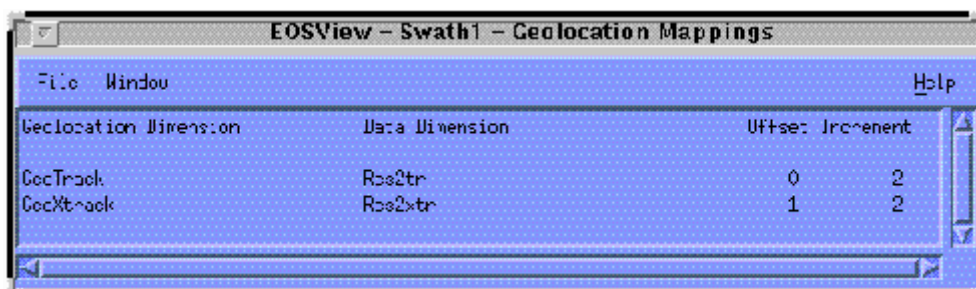 EOSView - Swath1 - Geolocation Mappings
File Window Help
Geolocation Dimension Data Dimension Offset Increment
GeoTrack Res2tr 0 2
GeoXtrack Res2xtr 1 2